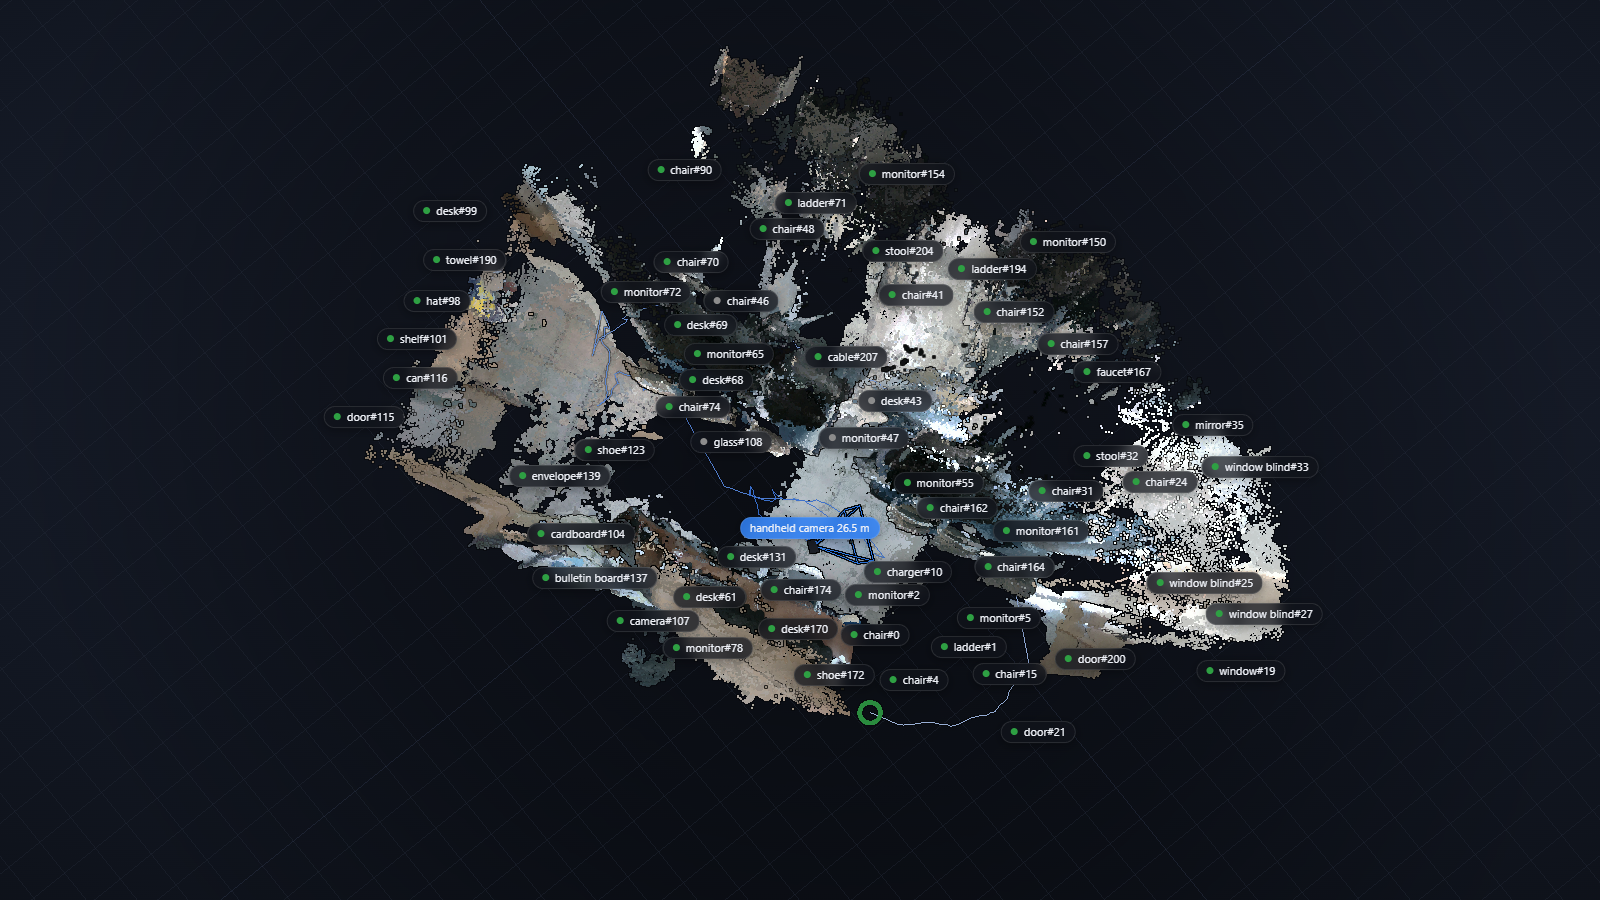 chair#90
monitor#154
ladder#71
desk#99
chair#48
monitor#150
stool#204
towel#190
chair#70
ladder#194
monitor#72
chair#41
hat#98
chair#46
chair#152
desk#69
shelf#101
chair#157
monitor#65
cable#207
faucet#167
can#116
desk#68
desk#43
chair#74
door#115
mirror#35
monitor#47
glass#108
shoe#123
stool#32
window blind#33
envelope#139
monitor#55
chair#24
chair#31
chair#162
handheld camera 26.5 m
monitor#161
cardboard#104
desk#131
chair#164
charger#10
bulletin board#137
window blind#25
chair#174
monitor#2
desk#61
window blind#27
monitor#5
camera#107
desk#170
chair#0
monitor#78
ladder#1
door#200
window#19
shoe#172
chair#15
chair#4
door#21